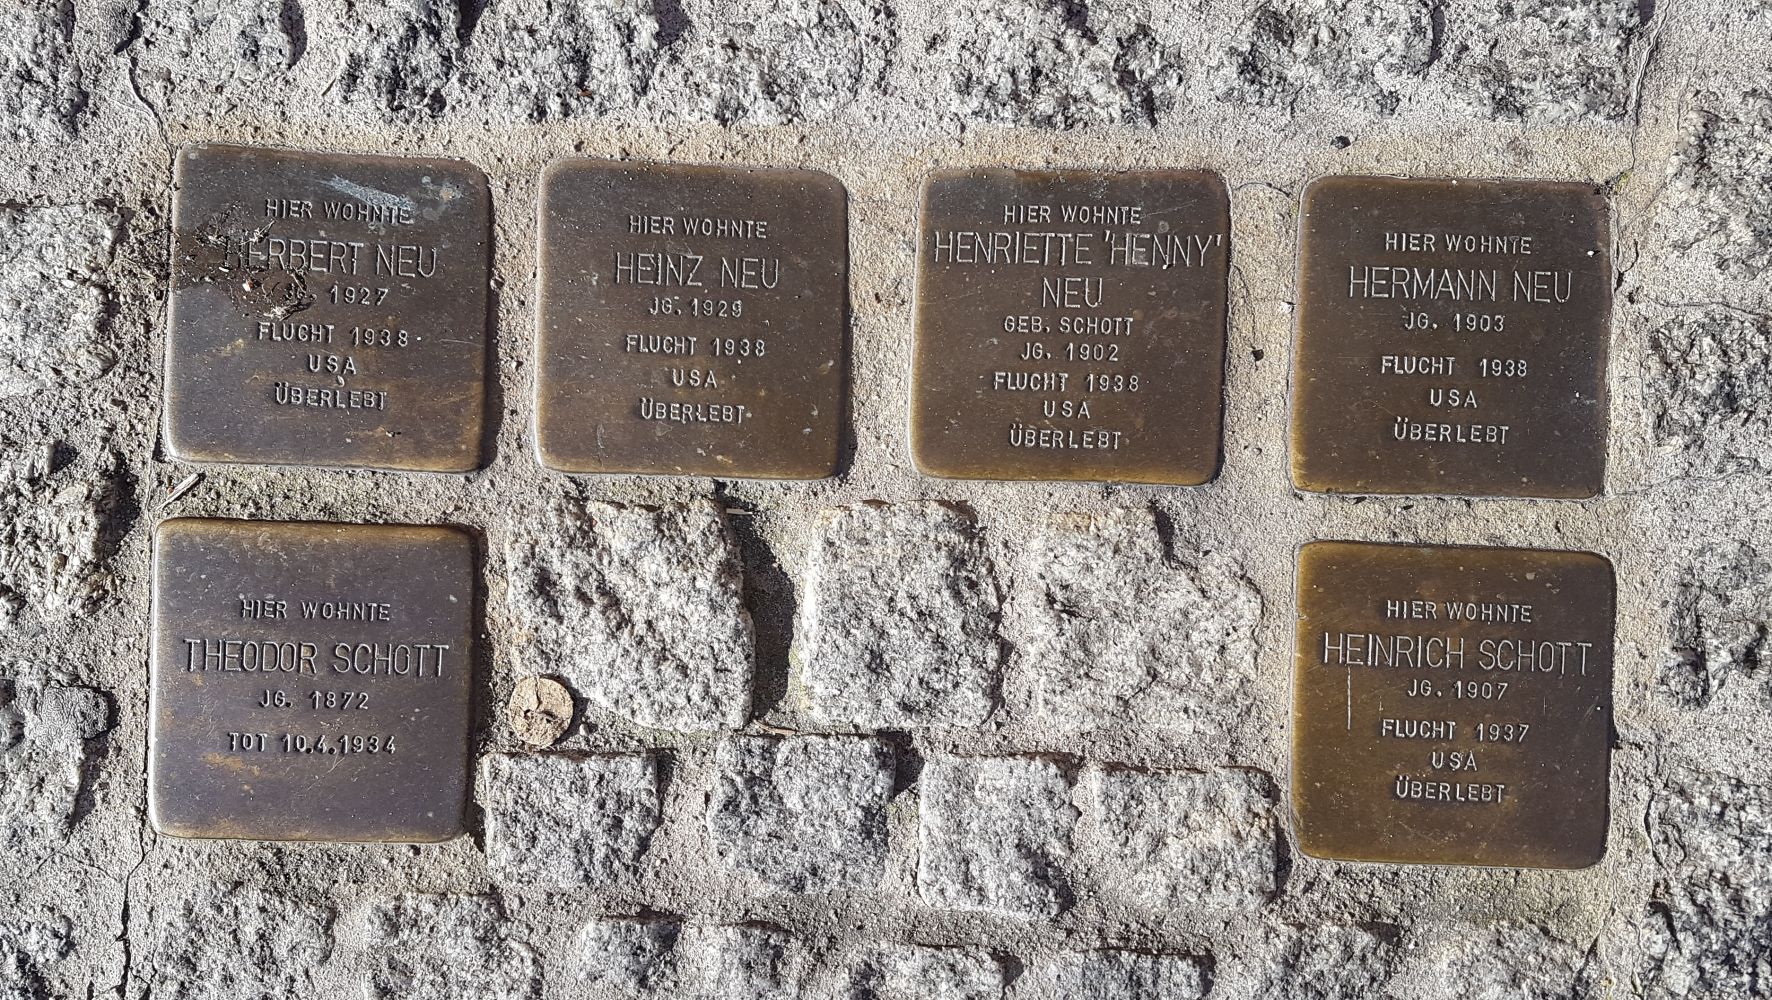 HIER WOHNTE
HERBERT NEU
JG. 1927
FLUCHT 1938
USA
ÜBERLEBT
HIER WOHNTE
HEINZ NEU
JG. 1929
FLUCHT 1938
USA
ÜBERLEBT
HIER WOHNTE
HENRIETTE 'HENNY'
NEU
GEB. SCHOTT
JG. 1902
FLUCHT 1938
USA
ÜBERLEBT
HIER WOHNTE
HERMANN NEU
JG. 1903
FLUCHT 1938
USA
ÜBERLEBT
HIER WOHNTE
THEODOR SCHOTT
JG. 1872
TOT 10.4.1934
HIER WOHNTE
HEINRICH SCHOTT
JG. 1907
FLUCHT 1937
USA
ÜBERLEBT